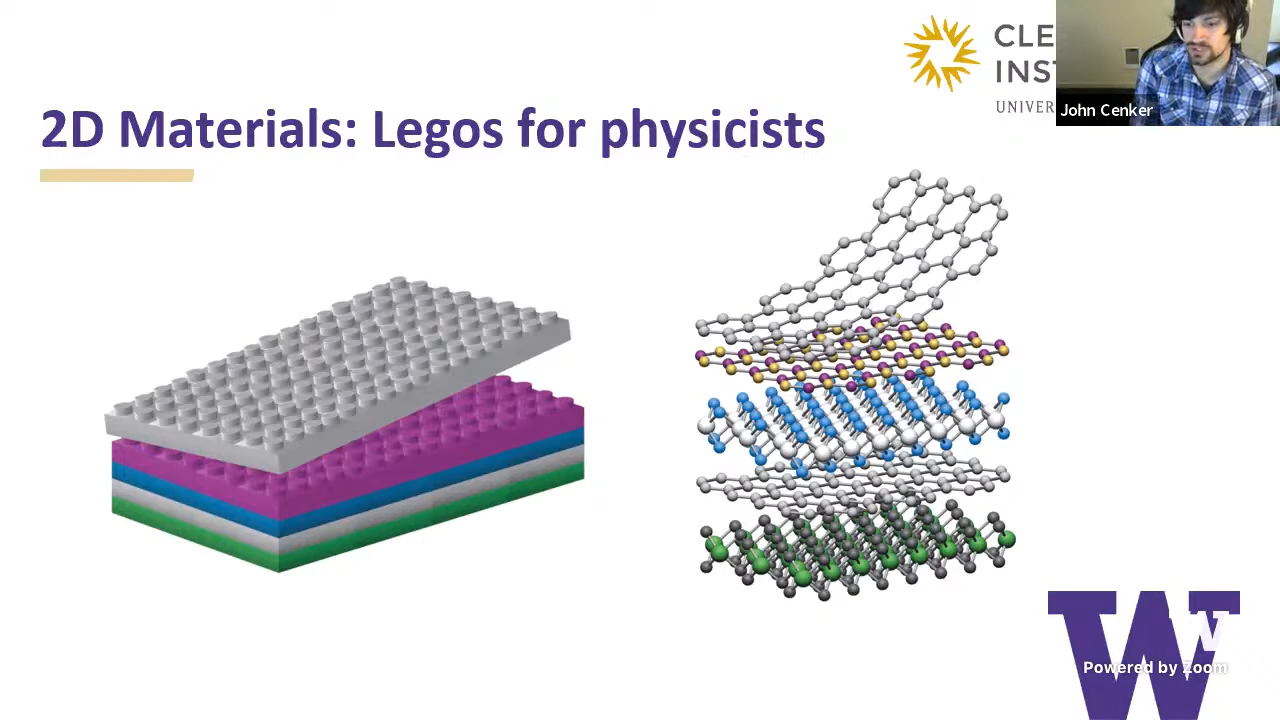 CLE
INST
UNIVER
John Cenker
2D Materials: Legos for physicists
W
Powered by Zoom